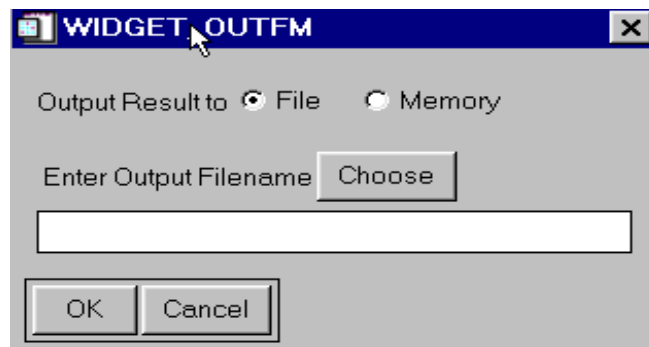 WIDGET_OUTFM
Output Result to File Memory
Enter Output Filename Choose
OK Cancel